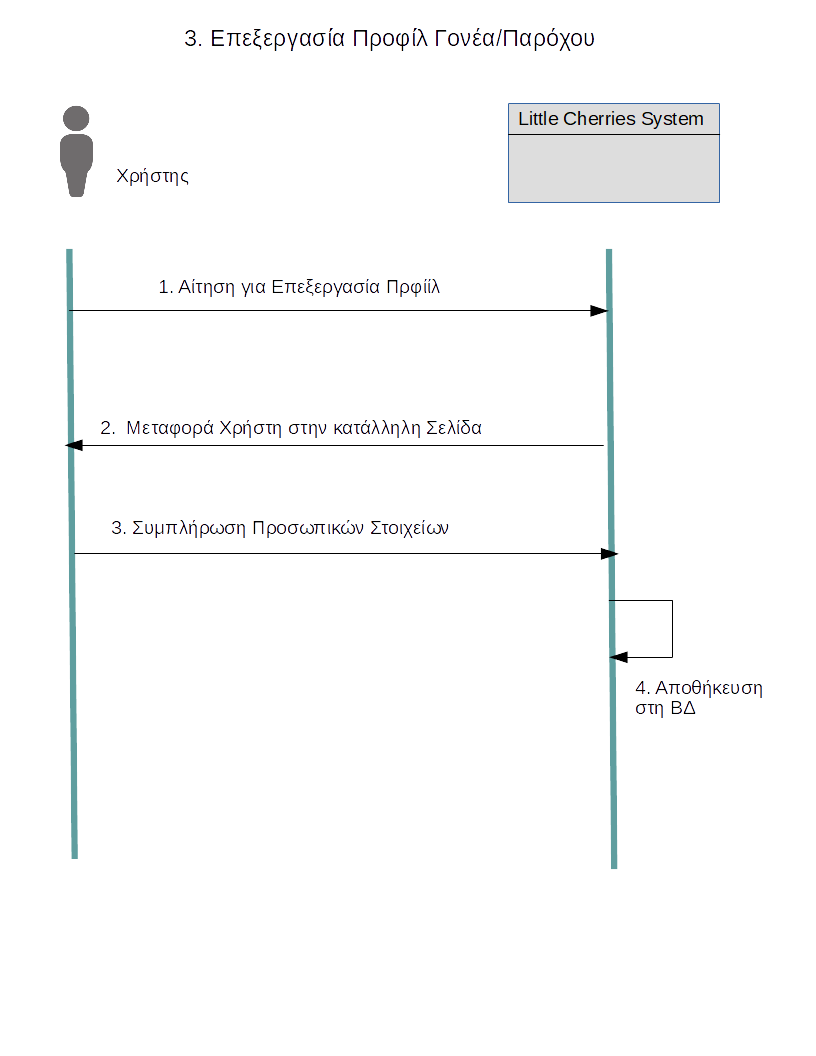 3. Επεξεργασία Προφίλ Γονέα/Παρόχου
Little Cherries System
Χρήστης
1. Αίτηση για Επεξεργασία Πρφίίλ
2. Μεταφορά Χρήστη στην κατάλληλη Σελίδα
3. Συμπλήρωση Προσωπικών Στοιχείων
4. Αποθήκευση
στη ΒΔ